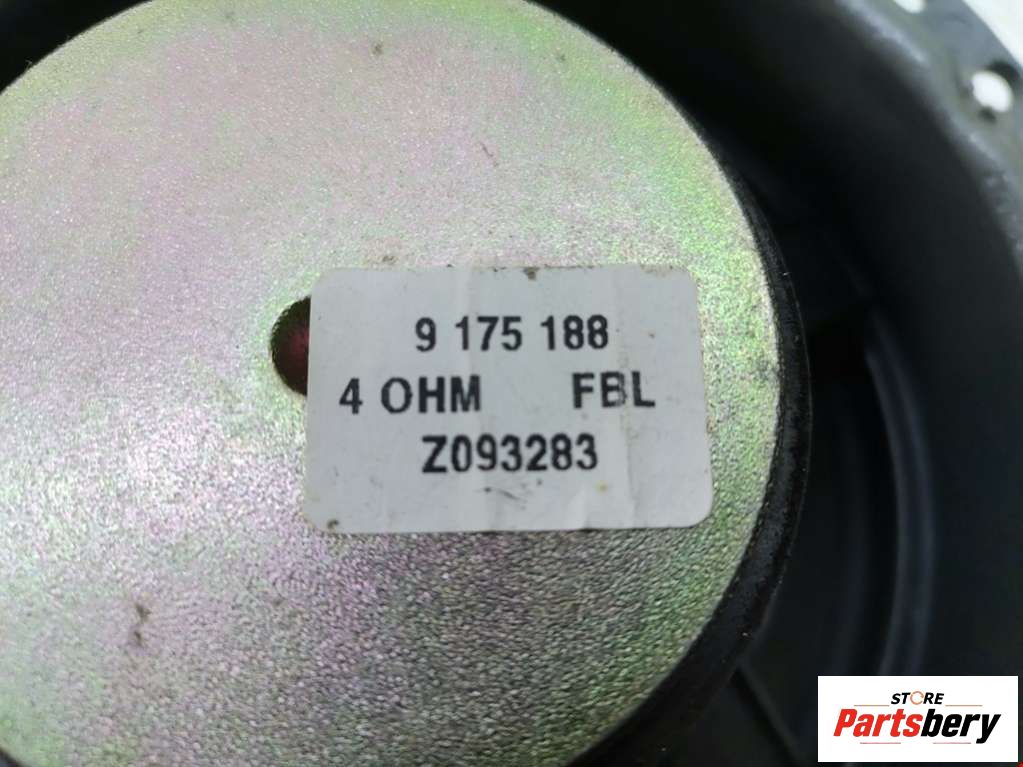 9 175 188
4 OHM FBL
Z093283
STORE
Partsbery